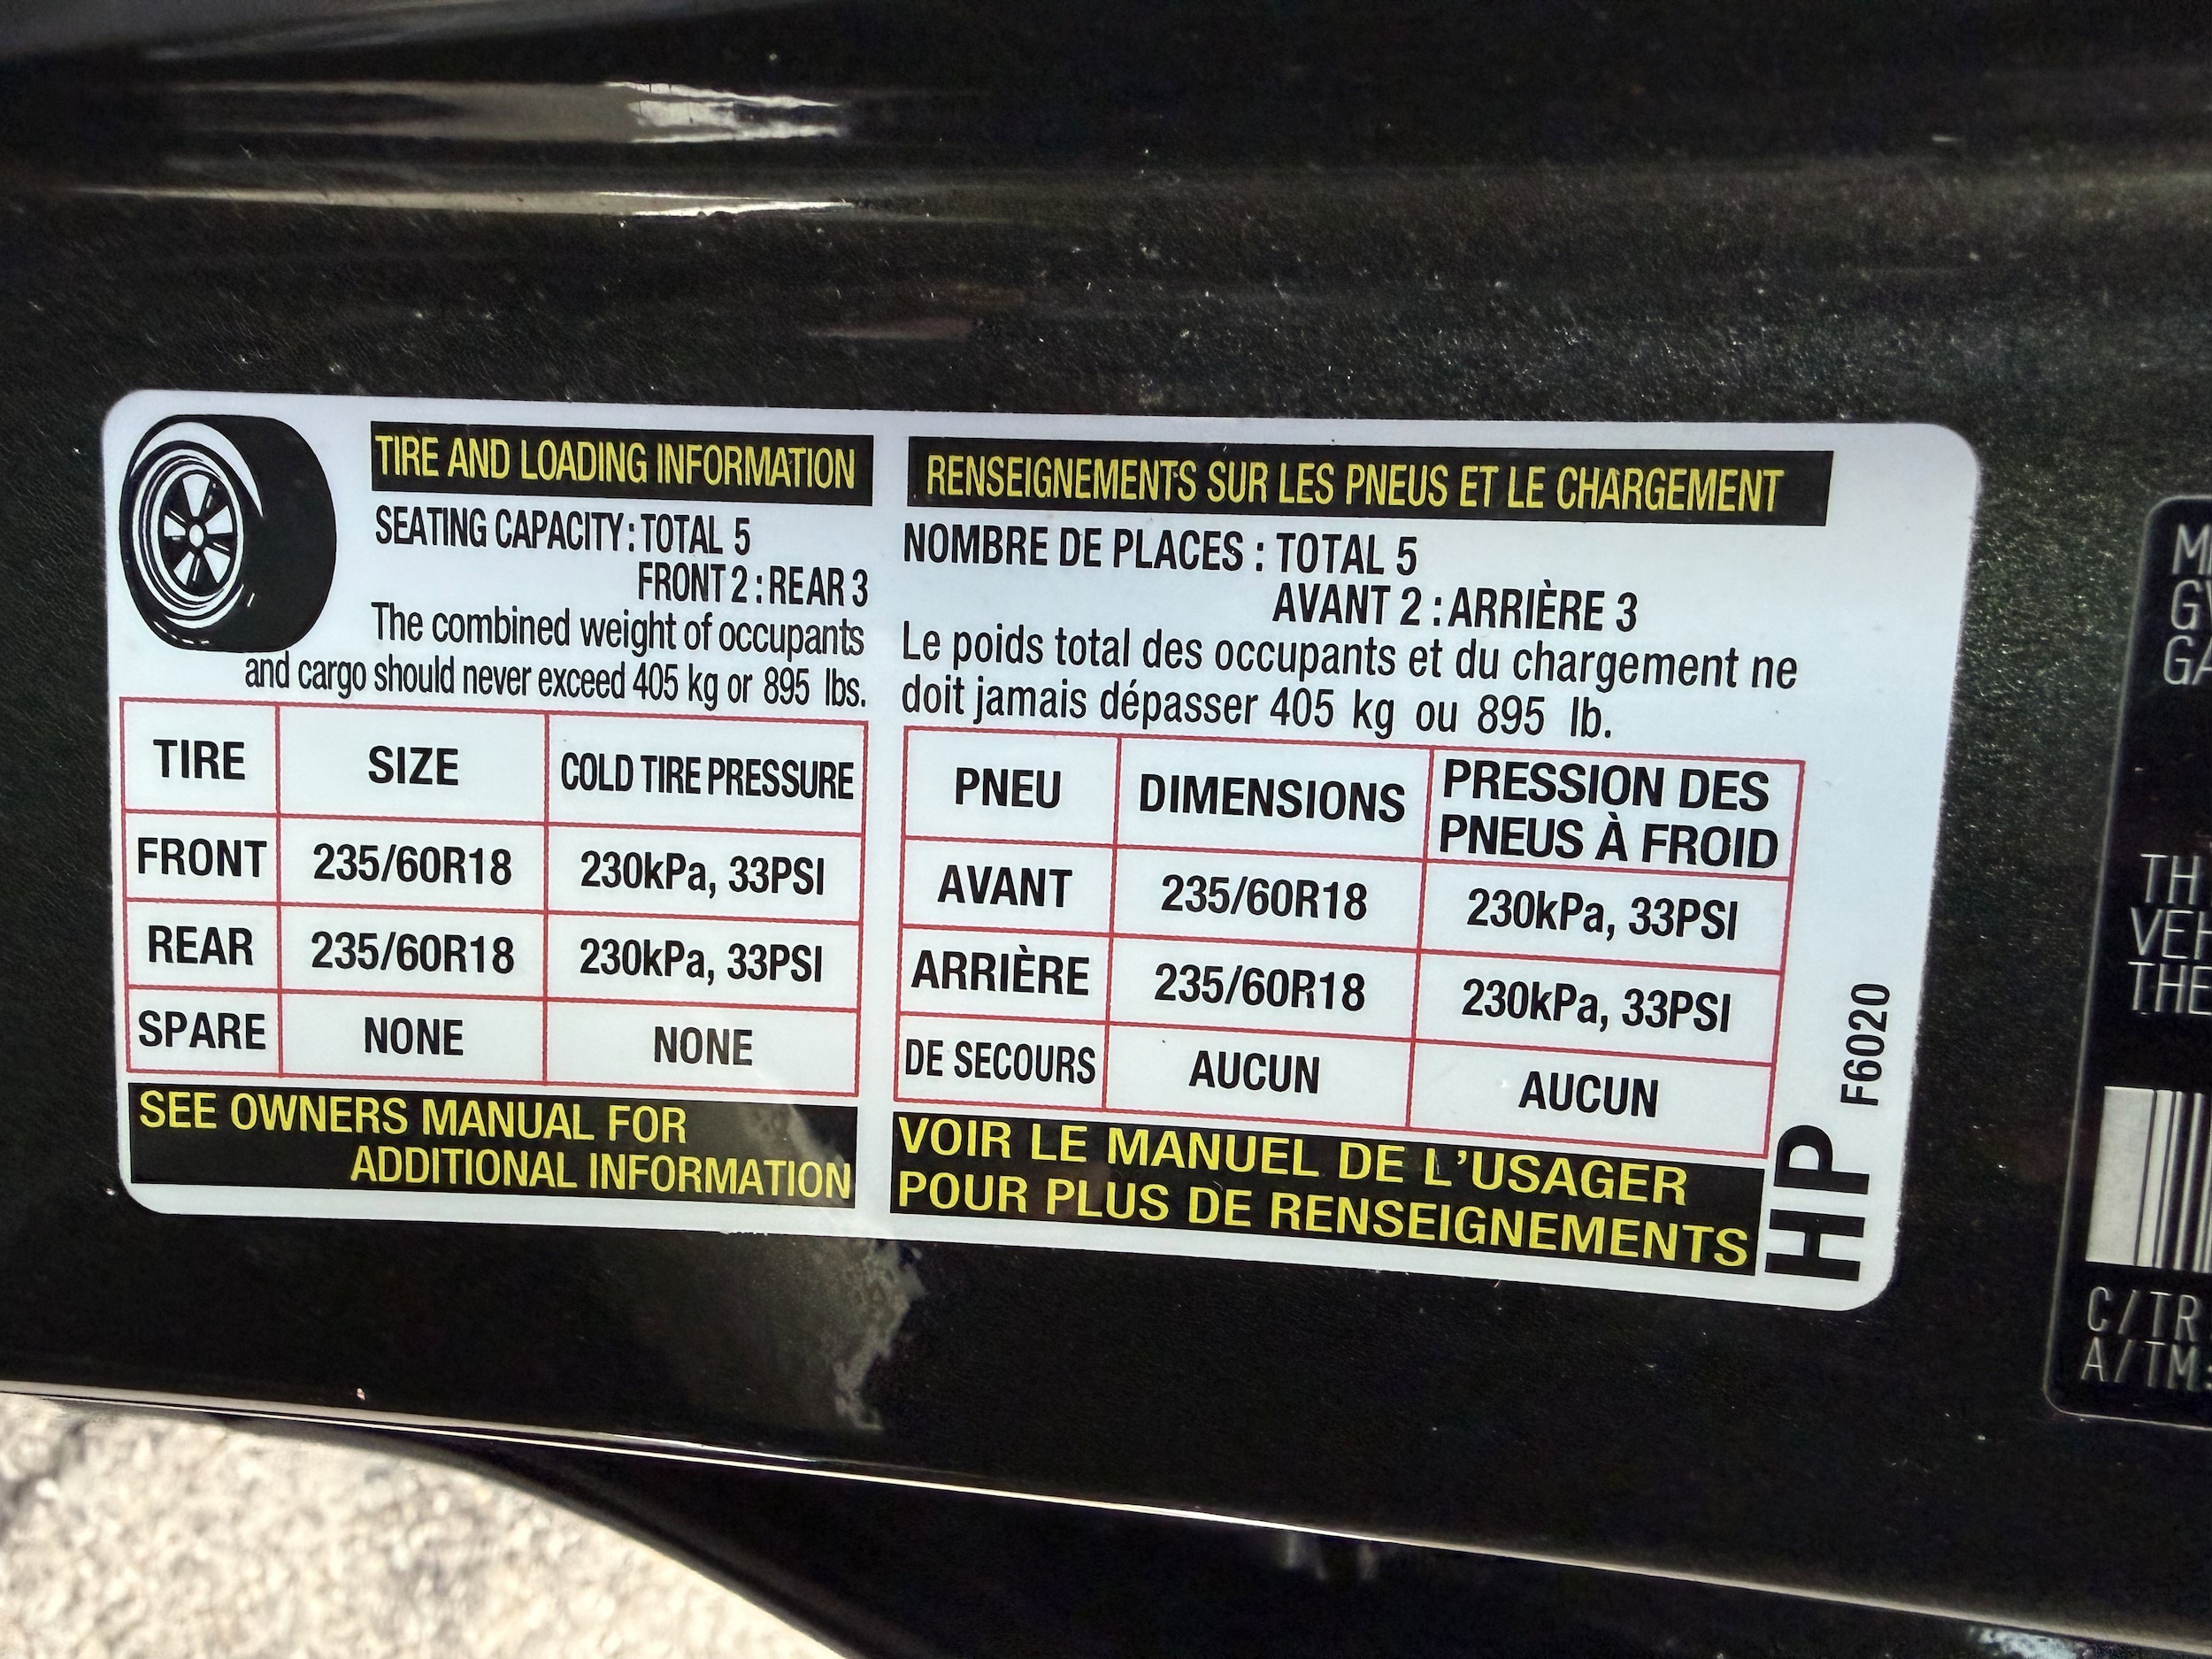 TIRE AND LOADING INFORMATION
SEATING CAPACITY: TOTAL 5
FRONT 2 : REAR 3
The combined weight of occupants
and cargo should never exceed 405 kg or 895 lbs.
TIRE SIZE COLD TIRE PRESSURE
FRONT 235/60R18 230kPa, 33PSI
REAR 235/60R18 230kPa, 33PSI
SPARE NONE NONE
SEE OWNERS MANUAL FOR
ADDITIONAL INFORMATION
RENSEIGNEMENTS SUR LES PNEUS ET LE CHARGEMENT
NOMBRE DE PLACES : TOTAL 5
AVANT 2 : ARRIÈRE 3
Le poids total des occupants et du chargement ne
doit jamais dépasser 405 kg ou 895 lb.
PNEU DIMENSIONS PRESSION DES
PNEUS À FROID
AVANT 235/60R18 230kPa, 33PSI
ARRIÈRE 235/60R18 230kPa, 33PSI
DE SECOURS AUCUN AUCUN
VOIR LE MANUEL DE L'USAGER
POUR PLUS DE RENSEIGNEMENTS
HP F6020
C/TR
A/TM: